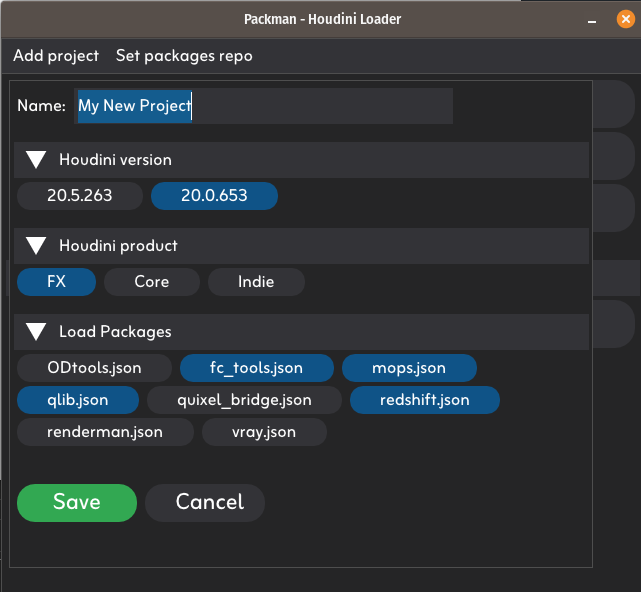 Packman - Houdini Loader
Add project Set packages repo
Name: My New Project
Houdini version
20.5.263 20.0.653
Houdini product
FX Core Indie
Load Packages
ODtools.json fc_tools.json mops.json
qlib.json quixel_bridge.json redshift.json
renderman.json vray.json
Save Cancel